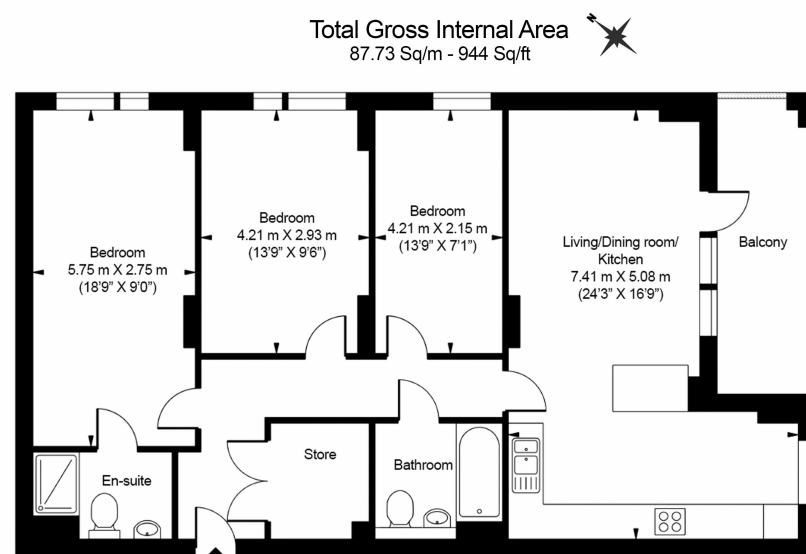 Total Gross Internal Area
87.73 Sq/m - 944 Sq/ft
N
Bedroom
5.75 m X 2.75 m
(18'9" X 9'0")
Bedroom
4.21 m X 2.93 m
(13'9" X 9'6")
Bedroom
4.21 m X 2.15 m
(13'9" X 7'1")
Living/Dining room/
Kitchen
7.41 m X 5.08 m
(24'3" X 16'9")
Balcony
En-suite
Store
Bathroom